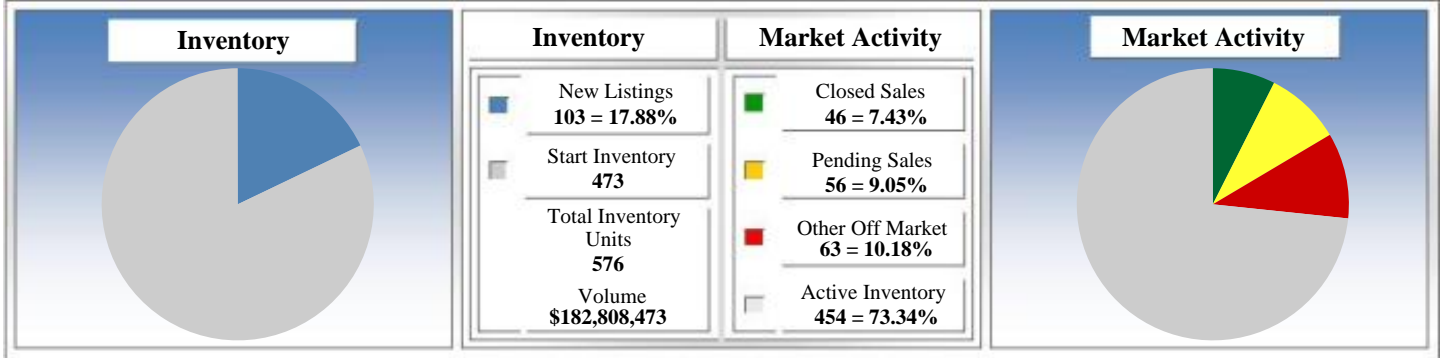 Inventory
Inventory
New Listings
103 = 17.88%
Start Inventory
473
Total Inventory
Units
576
Volume
$182,808,473
Market Activity
Closed Sales
46 = 7.43%
Pending Sales
56 = 9.05%
Other Off Market
63 = 10.18%
Active Inventory
454 = 73.34%
Market Activity